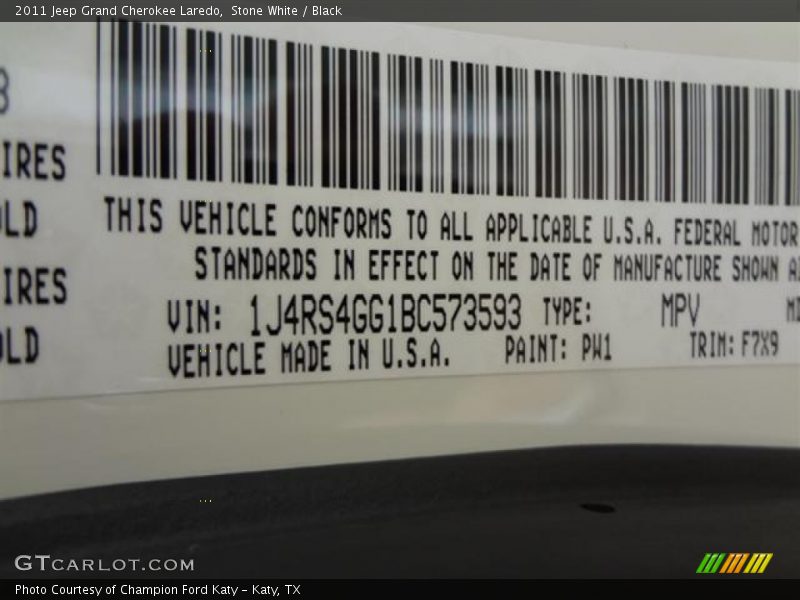 2011 Jeep Grand Cherokee Laredo,  Stone White / Black
IRES
OLD
IRES
OLD
THIS VEHICLE CONFORMS TO ALL APPLICABLE U.S.A. FEDERAL MOTOR
STANDARDS IN EFFECT ON THE DATE OF MANUFACTURE SHOWN
VIN: 1J4RS4GG1BC573593 TYPE: MPV
VEHICLE MADE IN U.S.A. PAINT: PW1 TRIM: F7X9
GTCARLOT.COM
Photo Courtesy of Champion Ford Katy - Katy, TX